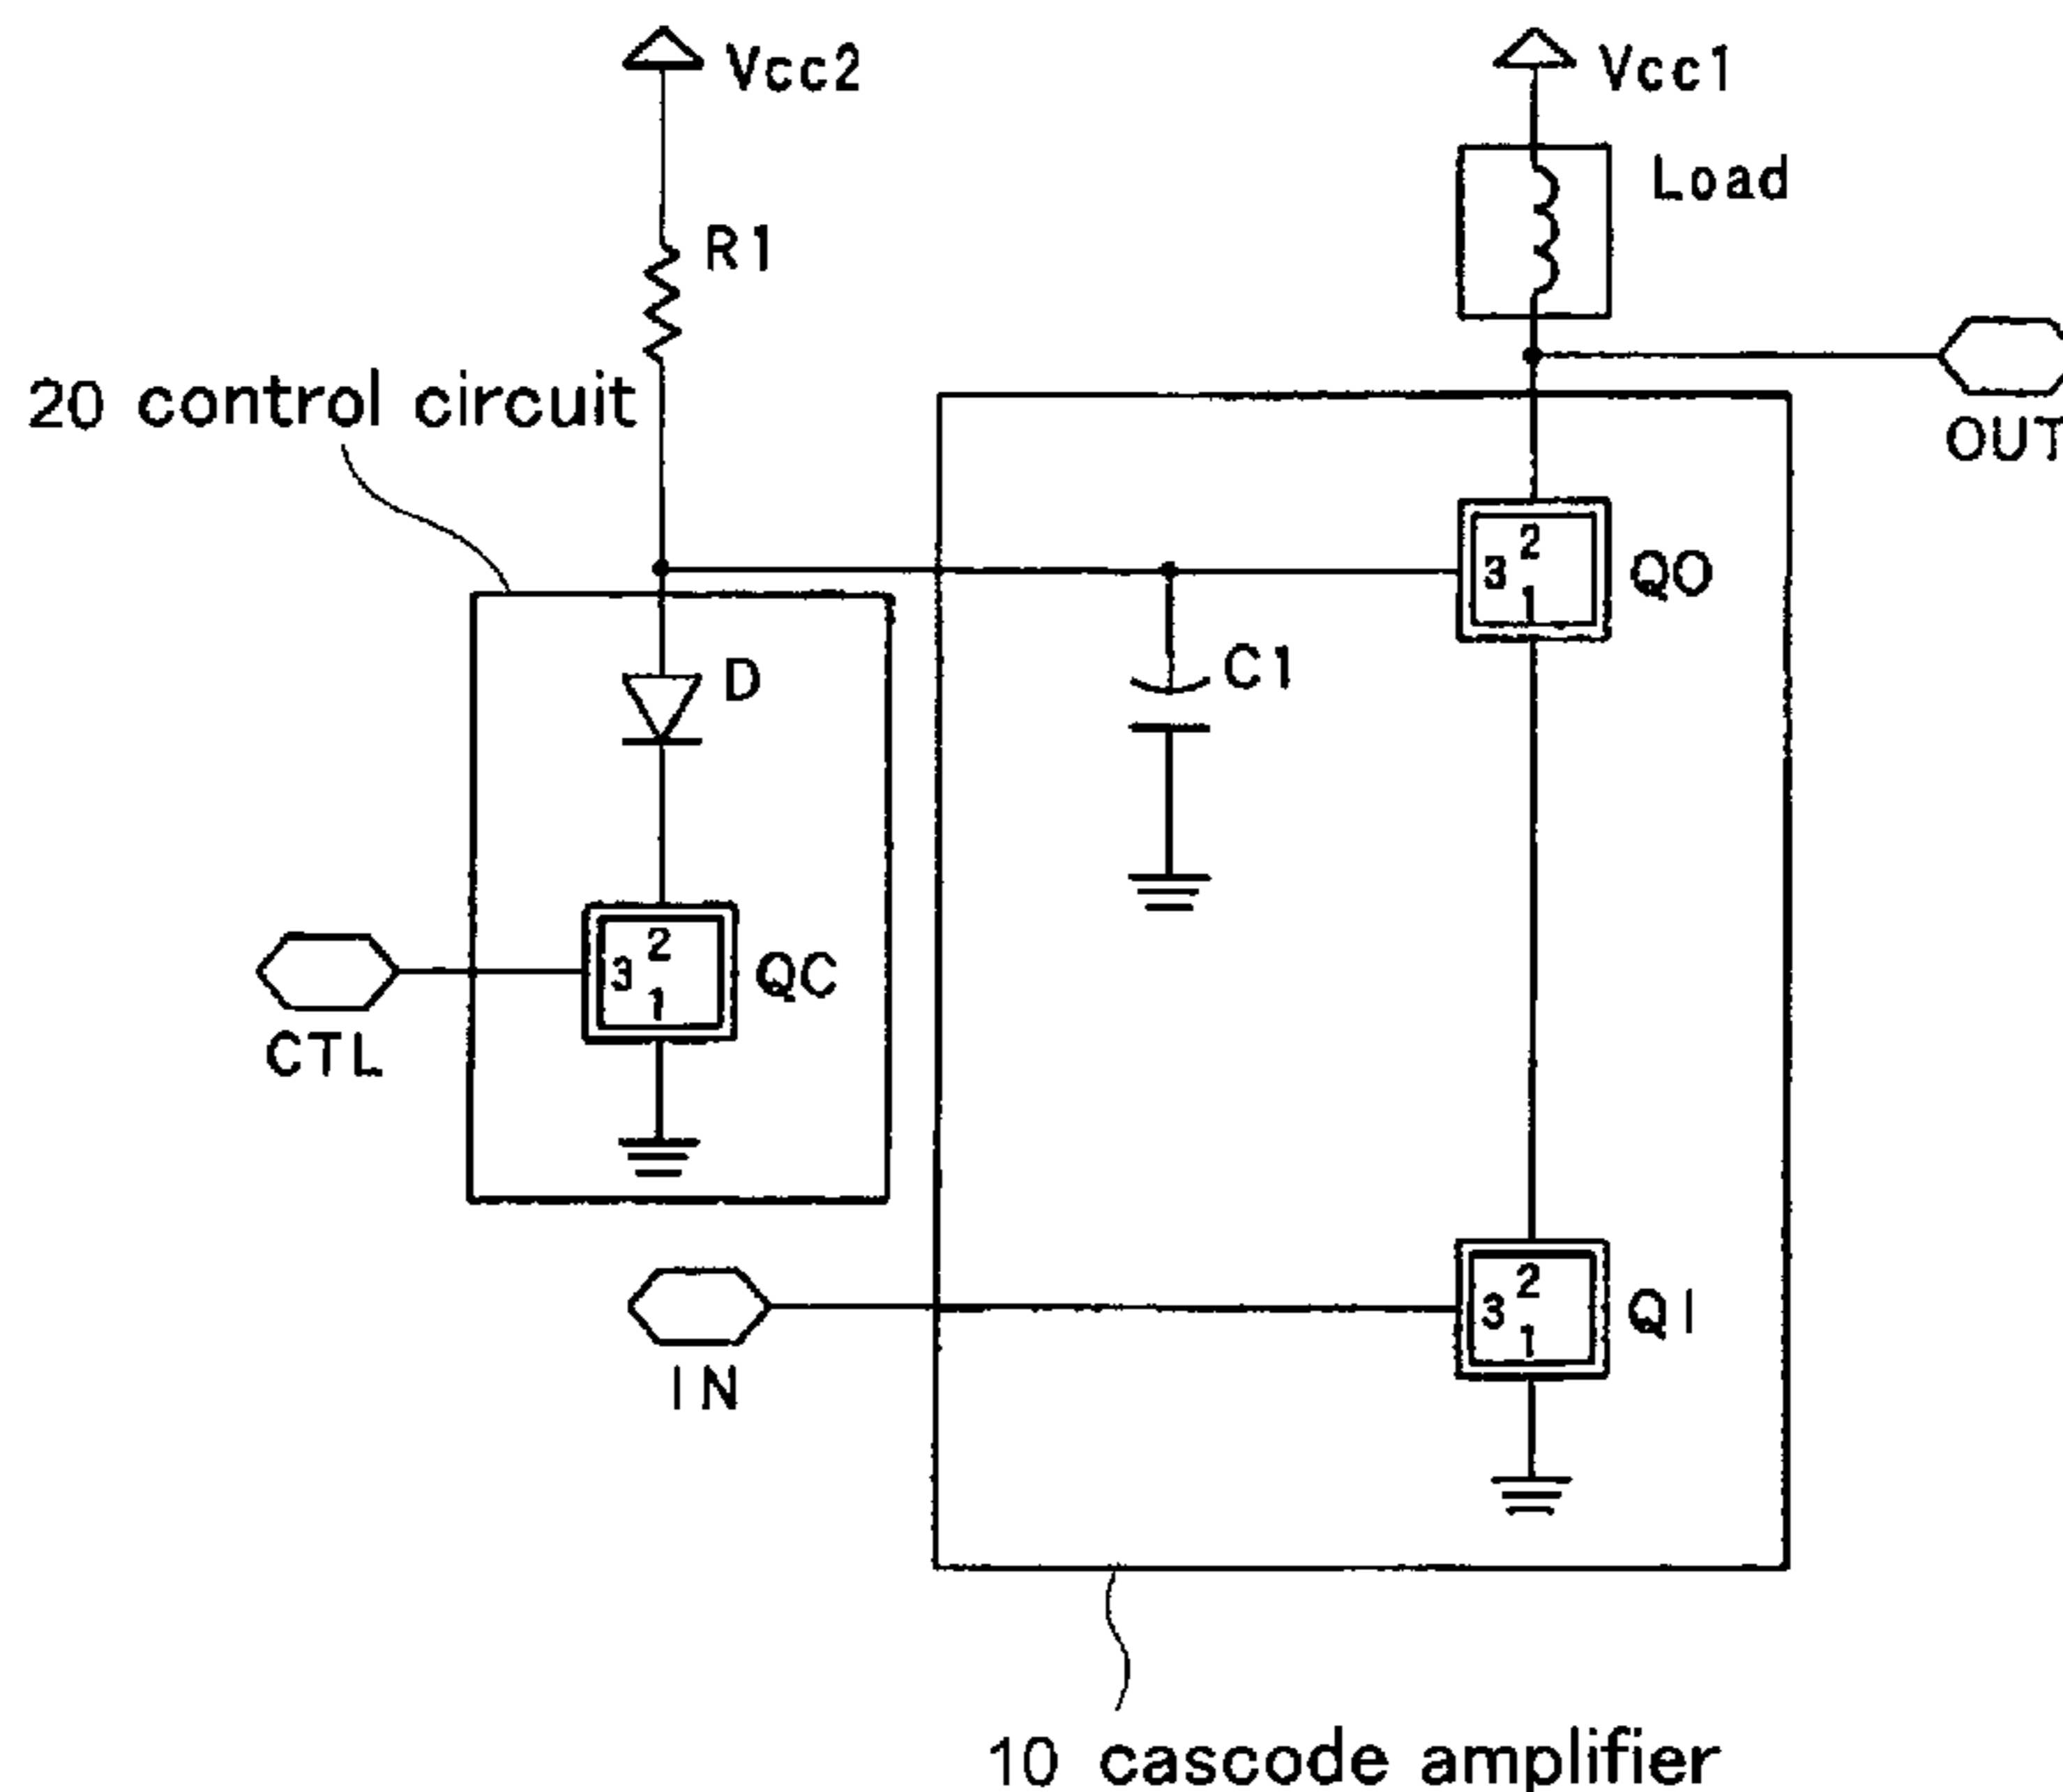 Vcc2
Vcc1
Load
R1
20 control circuit
OUT
2
3
1
QO
D
C1
2
3
1
QC
CTL
2
3
1
QI
IN
10 cascode amplifier